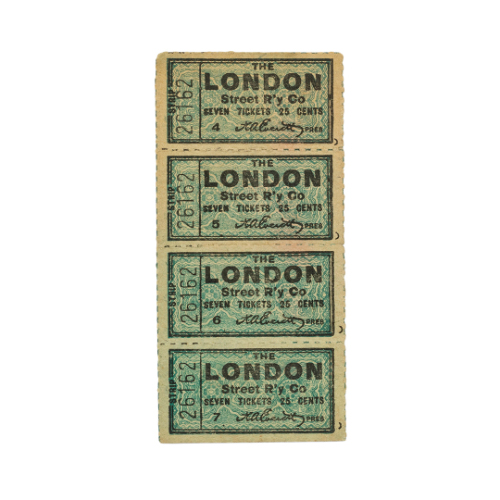 STRIP 26162
THE
LONDON
Street R'y Co
SEVEN TICKETS 25 CENTS
4 PRES
STRIP 26162
THE
LONDON
Street R'y Co
SEVEN TICKETS 25 CENTS
5 PRES
STRIP 26162
THE
LONDON
Street R'y Co
SEVEN TICKETS 25 CENTS
6 PRES
STRIP 26162
THE
LONDON
Street R'y Co
SEVEN TICKETS 25 CENTS
7 PRES